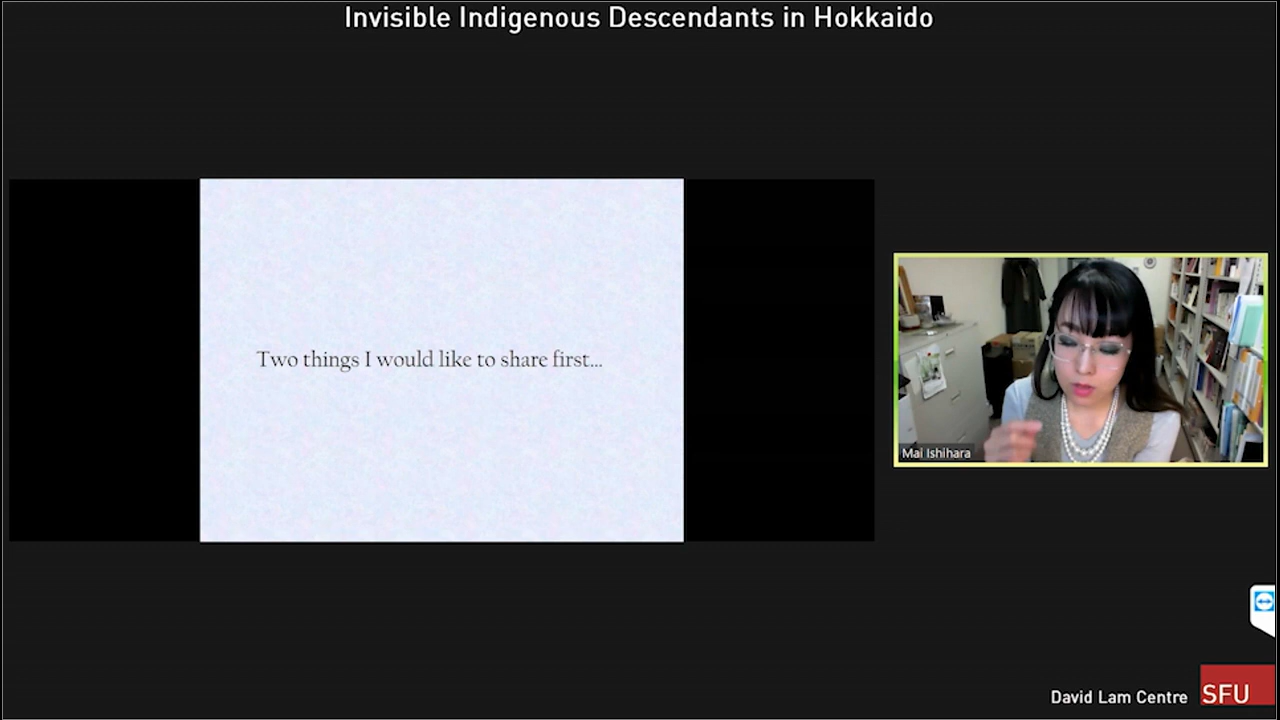 Invisible Indigenous Descendants in Hokkaido
Two things I would like to share first...
Mai Ishihara
David Lam Centre
SFU